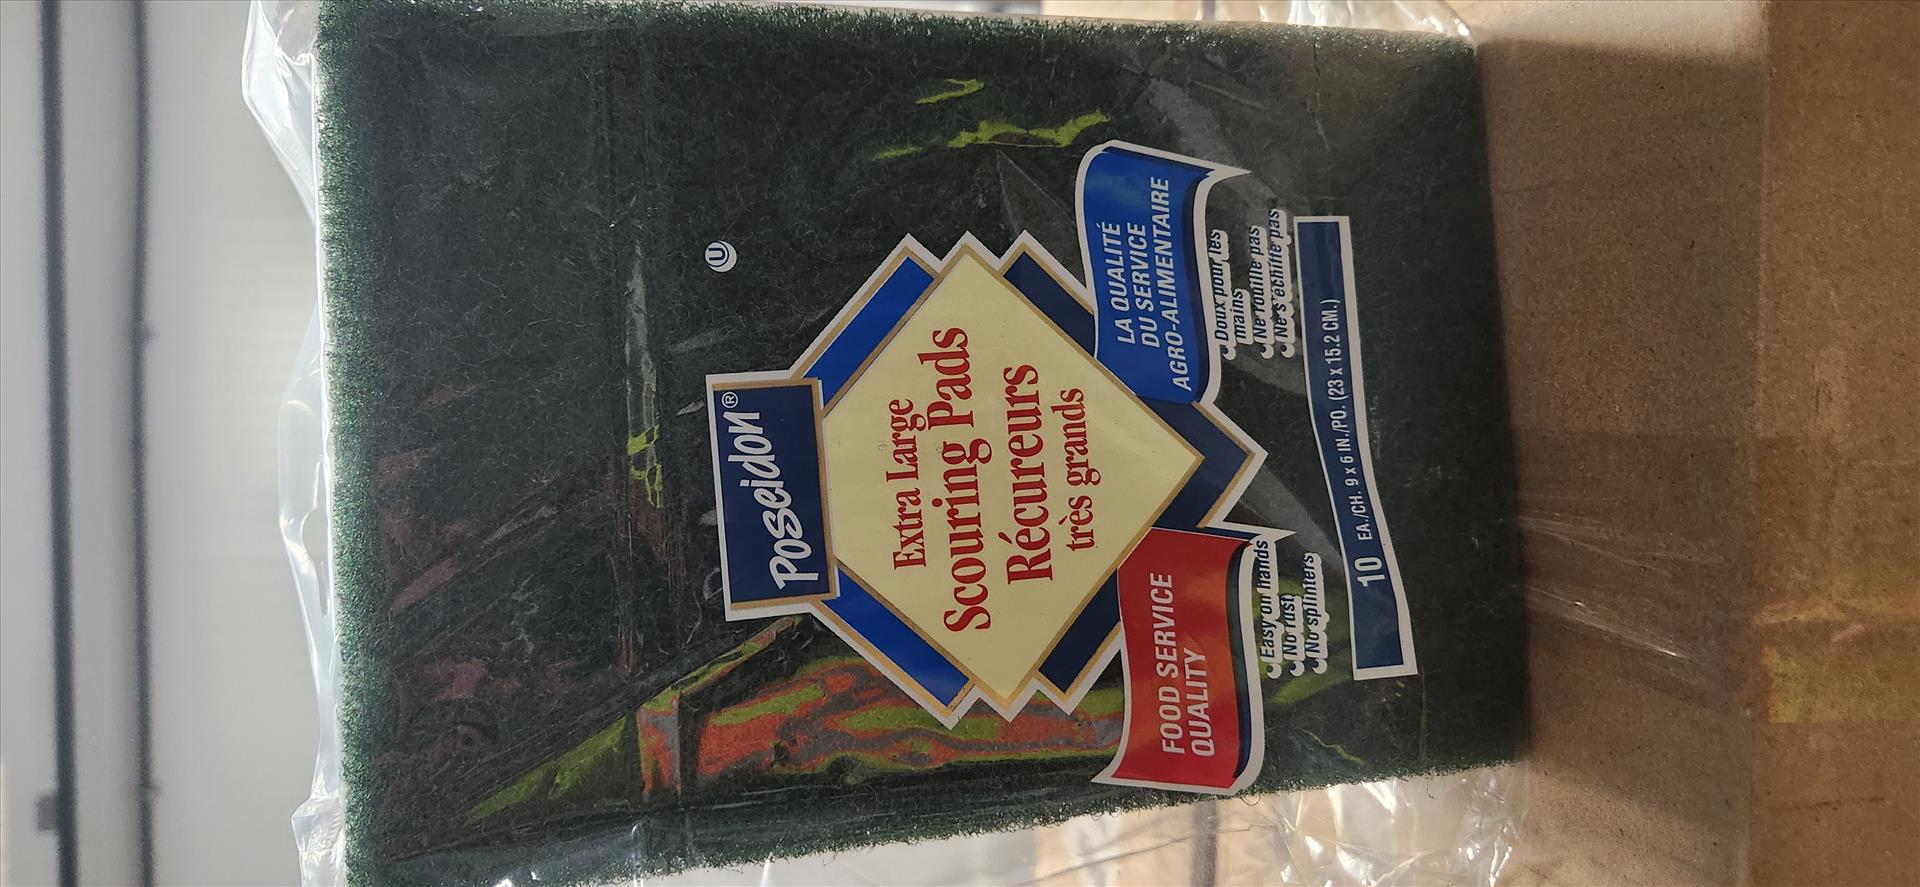 Poseidon®
U
Extra Large
Scouring Pads
Récureurs
très grands
FOOD SERVICE
QUALITY
• Easy on hands
• No rust
• No splinters
LA QUALITÉ
DU SERVICE
AGRO-ALIMENTAIRE
• Doux pour les
mains
• Ne rouille pas
• Ne s'échiffe pas
10 EA./CH. 9 x 6 IN./PO. (23 x 15.2 CM.)